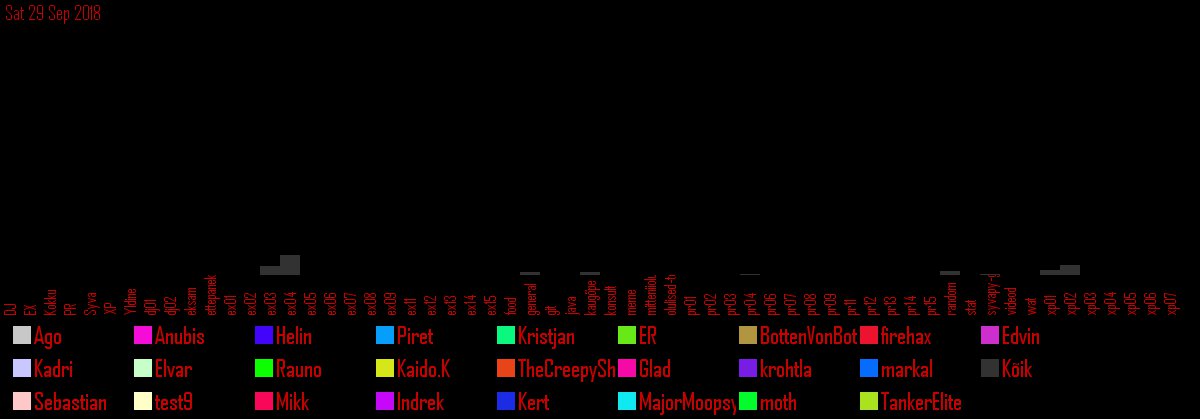 Sat 29 Sep 2018
DJ EX Kokku PR Syva XP Yldine dj01 dj02 eksam ettepanek ex01 ex02 ex03 ex04 ex05 ex06 ex07 ex08 ex09 ex11 ex12 ex13 ex14 ex15 food general git java kaugõpe konsult meme mitteniloli. olulised-h pr01 pr02 pr03 pr04 pr06 pr07 pr08 pr09 pr11 pr12 pr13 pr14 pr15 random stat syvapy-g videod wat xp01 xp02 xp03 xp04 xp05 xp06 xp07
Ago Anubis Helin Piret Kristjan ER BottenVonBot firehax Edvin
Kadri Elvar Rauno Kaido.K TheCreepySh Glad krohtla markal Kõik
Sebastian test9 Mikk Indrek Kert MajorMoopsy moth TankerElite